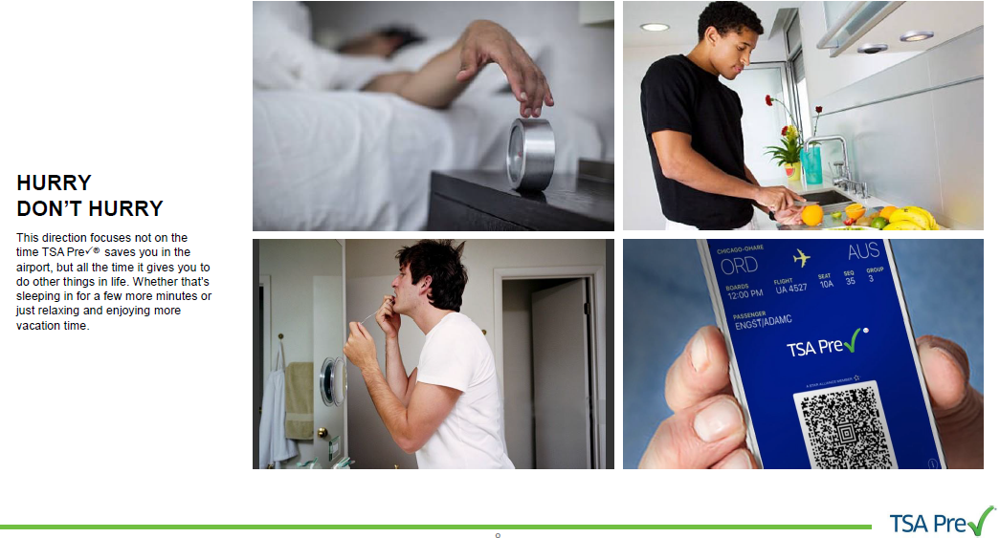 HURRY
DON'T HURRY
This direction focuses not on the
time TSA Pre✓® saves you in the
airport, but all the time it gives you to
do other things in life. Whether that's
sleeping in for a few more minutes or
just relaxing and enjoying more
vacation time.
CHICAGO-OHARE
ORD AUS
BOARDS FLIGHT SEAT SEQ GROUP
12:00 PM UA 4527 10A 35 3
PASSENGER
ENGST/ADAMC
TSA Pre✓®
A STAR ALLIANCE MEMBER
TSA Pre✓